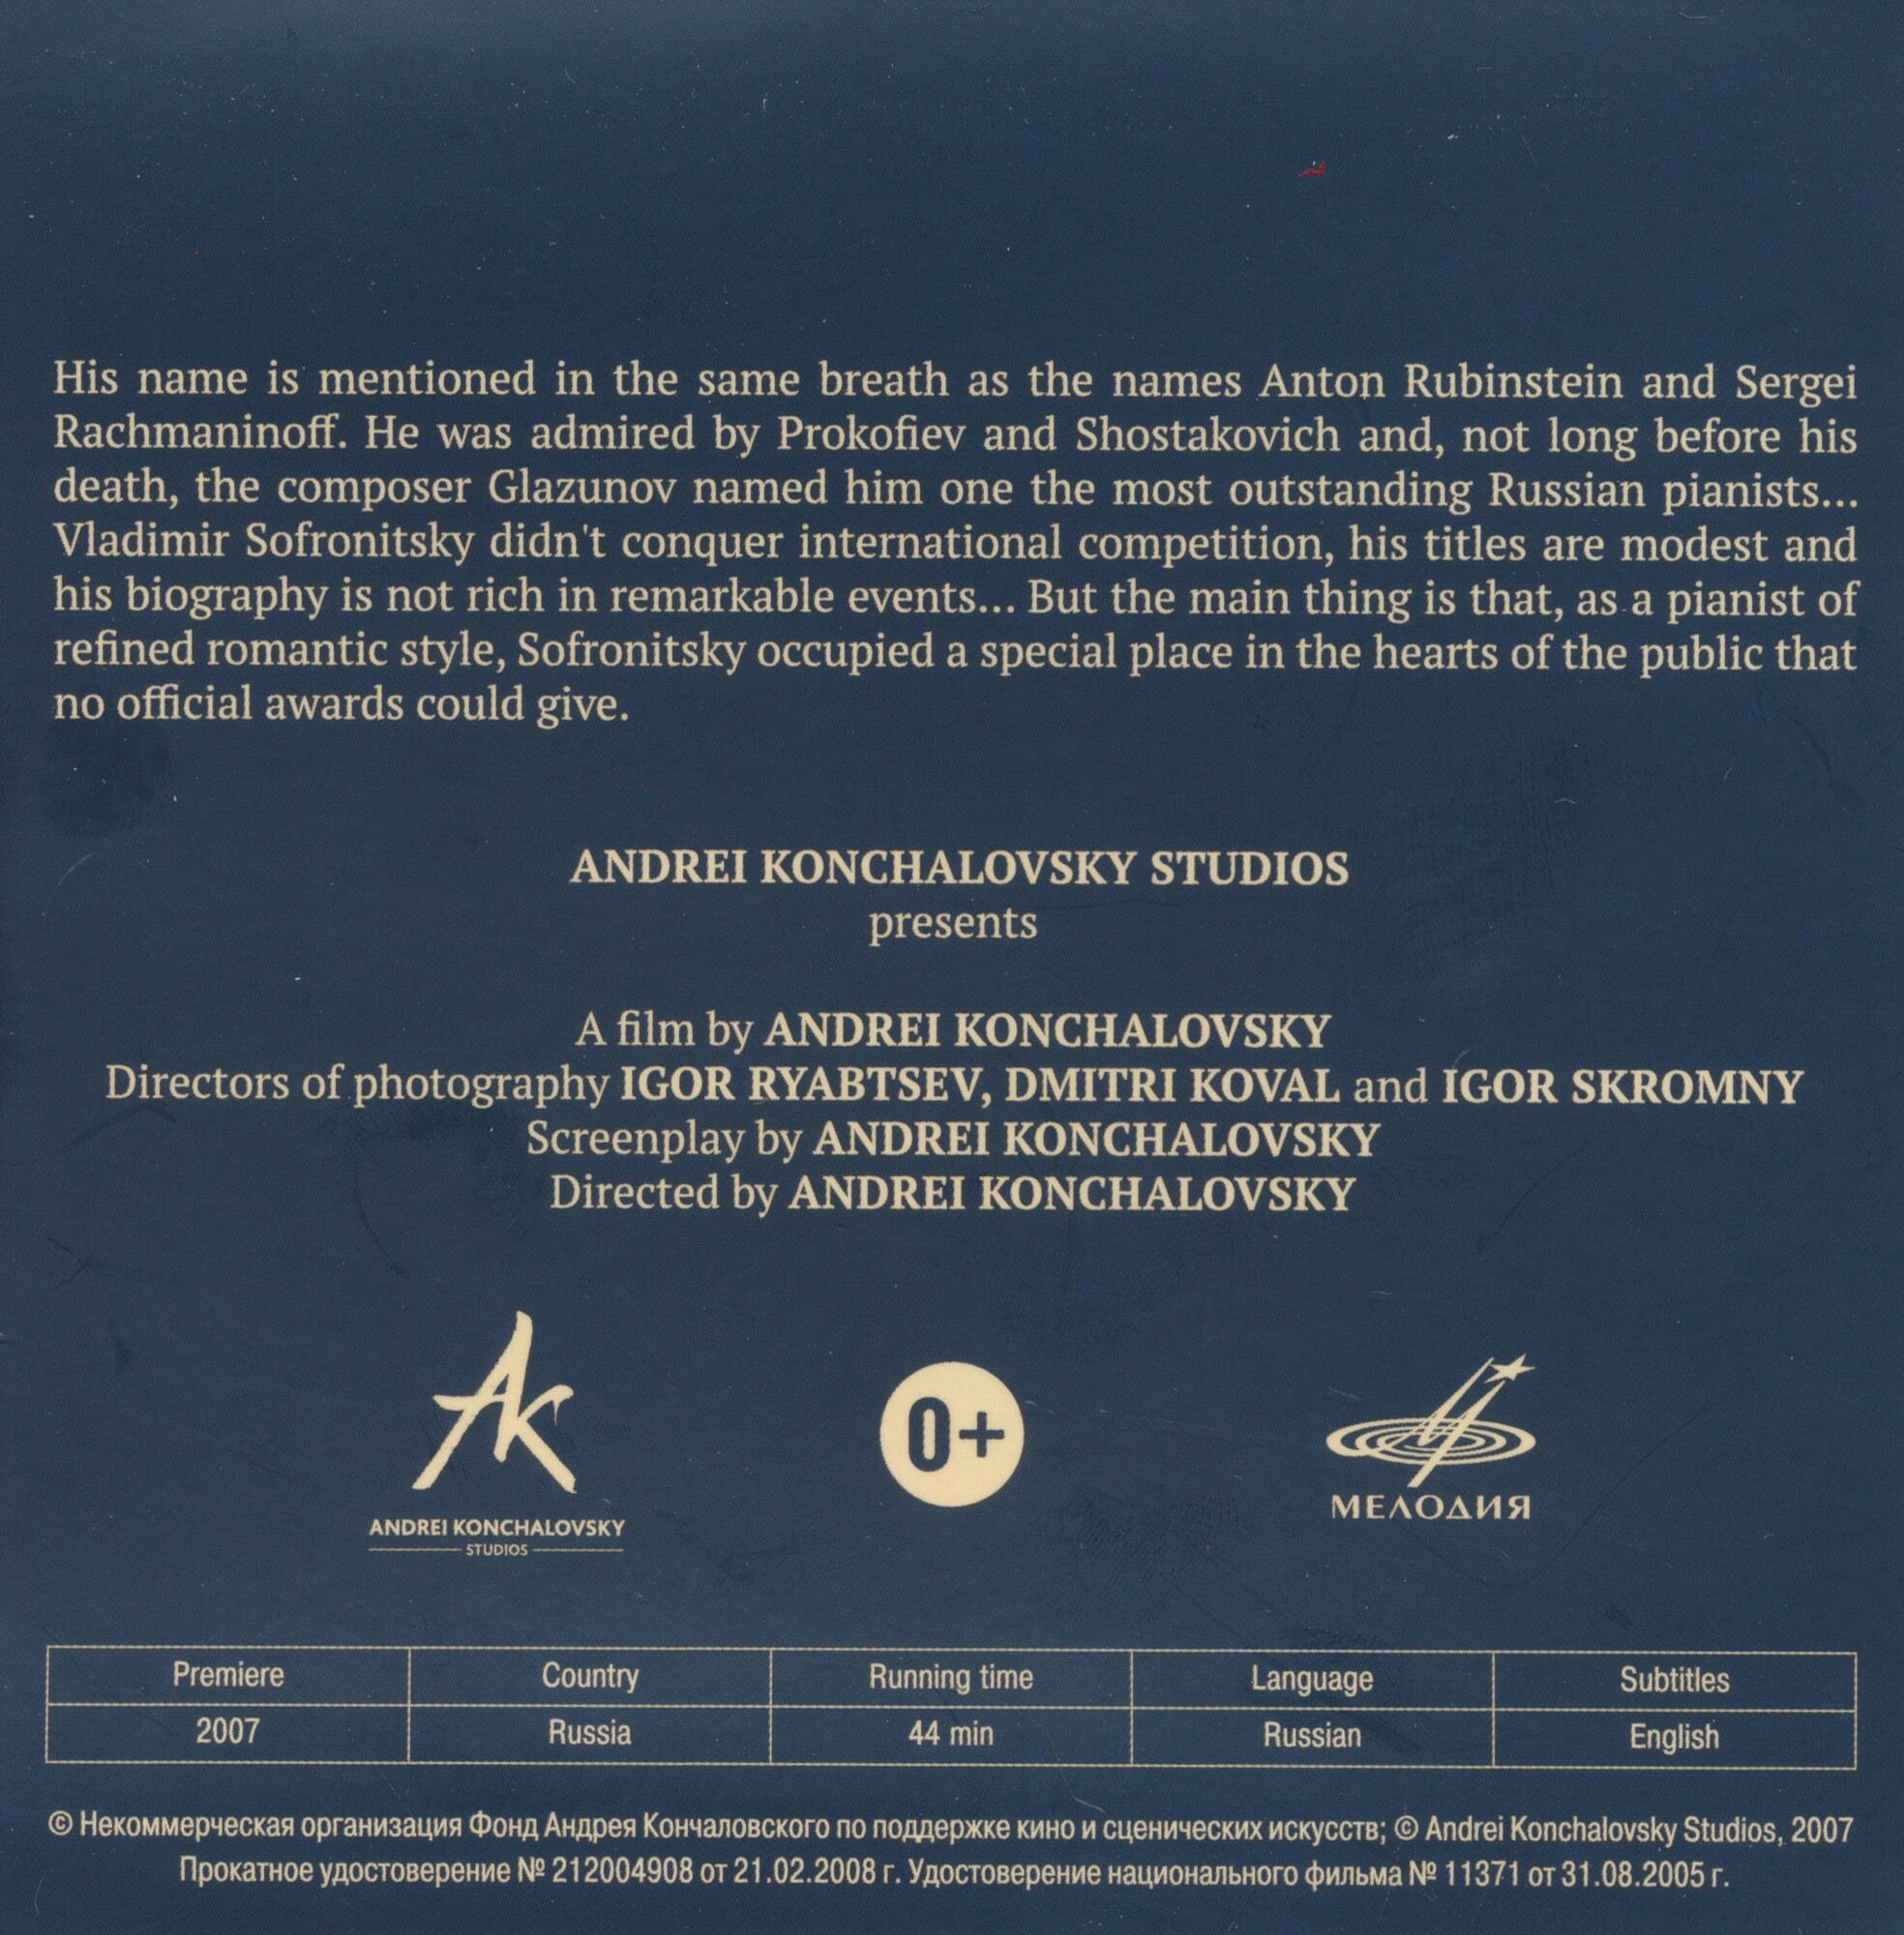 His name is mentioned in the same breath as the names Anton Rubinstein and Sergei
Rachmaninoff. He was admired by Prokofiev and Shostakovich and, not long before his
death, the composer Glazunov named him one the most outstanding Russian pianists...
Vladimir Sofronitsky didn't conquer international competition, his titles are modest and
his biography is not rich in remarkable events... But the main thing is that, as a pianist of
refined romantic style, Sofronitsky occupied a special place in the hearts of the public that
no official awards could give.
ANDREI KONCHALOVSKY STUDIOS
presents
A film by ANDREI KONCHALOVSKY
Directors of photography IGOR RYABTSEV, DMITRI KOVAL and IGOR SKROMNY
Screenplay by ANDREI KONCHALOVSKY
Directed by ANDREI KONCHALOVSKY
AK
ANDREI KONCHALOVSKY
STUDIOS
0+
МЕЛОДИЯ
Premiere Country Running time Language Subtitles
2007 Russia 44 min Russian English
© Некоммерческая организация Фонд Андрея Кончаловского по поддержке кино и сценических искусств; © Andrei Konchalovsky Studios, 2007
Прокатное удостоверение № 212004908 от 21.02.2008 г. Удостоверение национального фильма № 11371 от 31.08.2005 г.